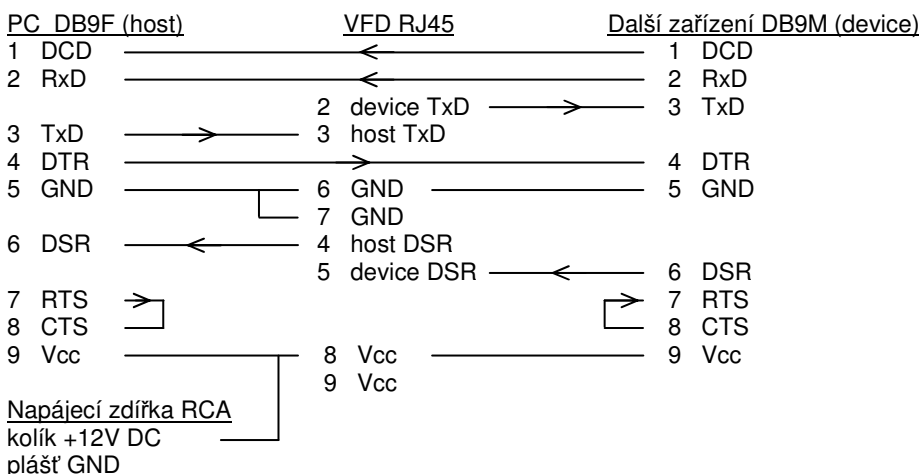 PC DB9F (host) VFD RJ45 Další zařízení DB9M (device)
1 DCD 1 DCD
2 RxD 2 RxD
2 device TxD 3 TxD
3 TxD 3 host TxD
4 DTR 4 DTR
5 GND 6 GND 5 GND
7 GND
6 DSR 4 host DSR
5 device DSR 6 DSR
7 RTS 7 RTS
8 CTS 8 CTS
9 Vcc 8 Vcc 9 Vcc
9 Vcc
Napájecí zdířka RCA
kolík +12V DC
plášť GND